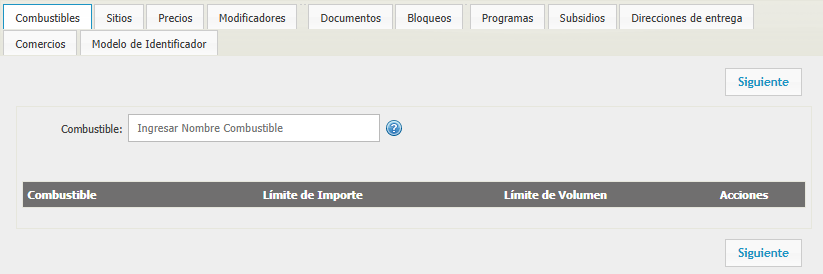 Combustibles Sitios Precios Modificadores Documentos Bloqueos Programas Subsidios Direcciones de entrega
Comercios Modelo de Identificador
Siguiente
Combustible: Ingresar Nombre Combustible ?
Combustible Límite de Importe Límite de Volumen Acciones
Siguiente